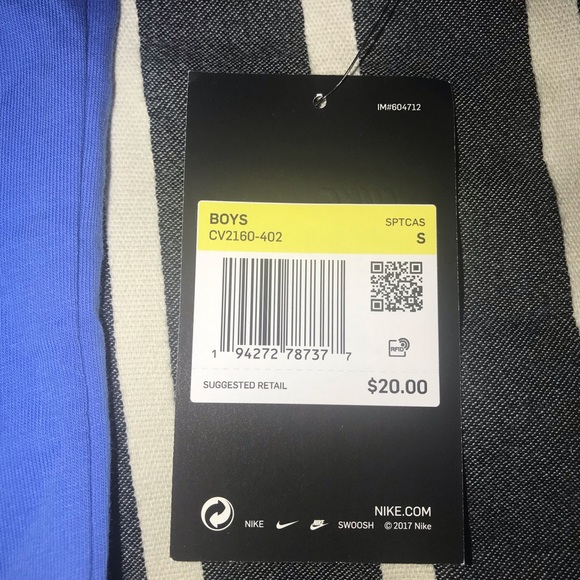 IM#604712
BOYS SPTCAS
CV2160-402 S
1 94272 78737 7
RFID
SUGGESTED RETAIL $20.00
NIKE.COM
NIKE SWOOSH © 2017 Nike